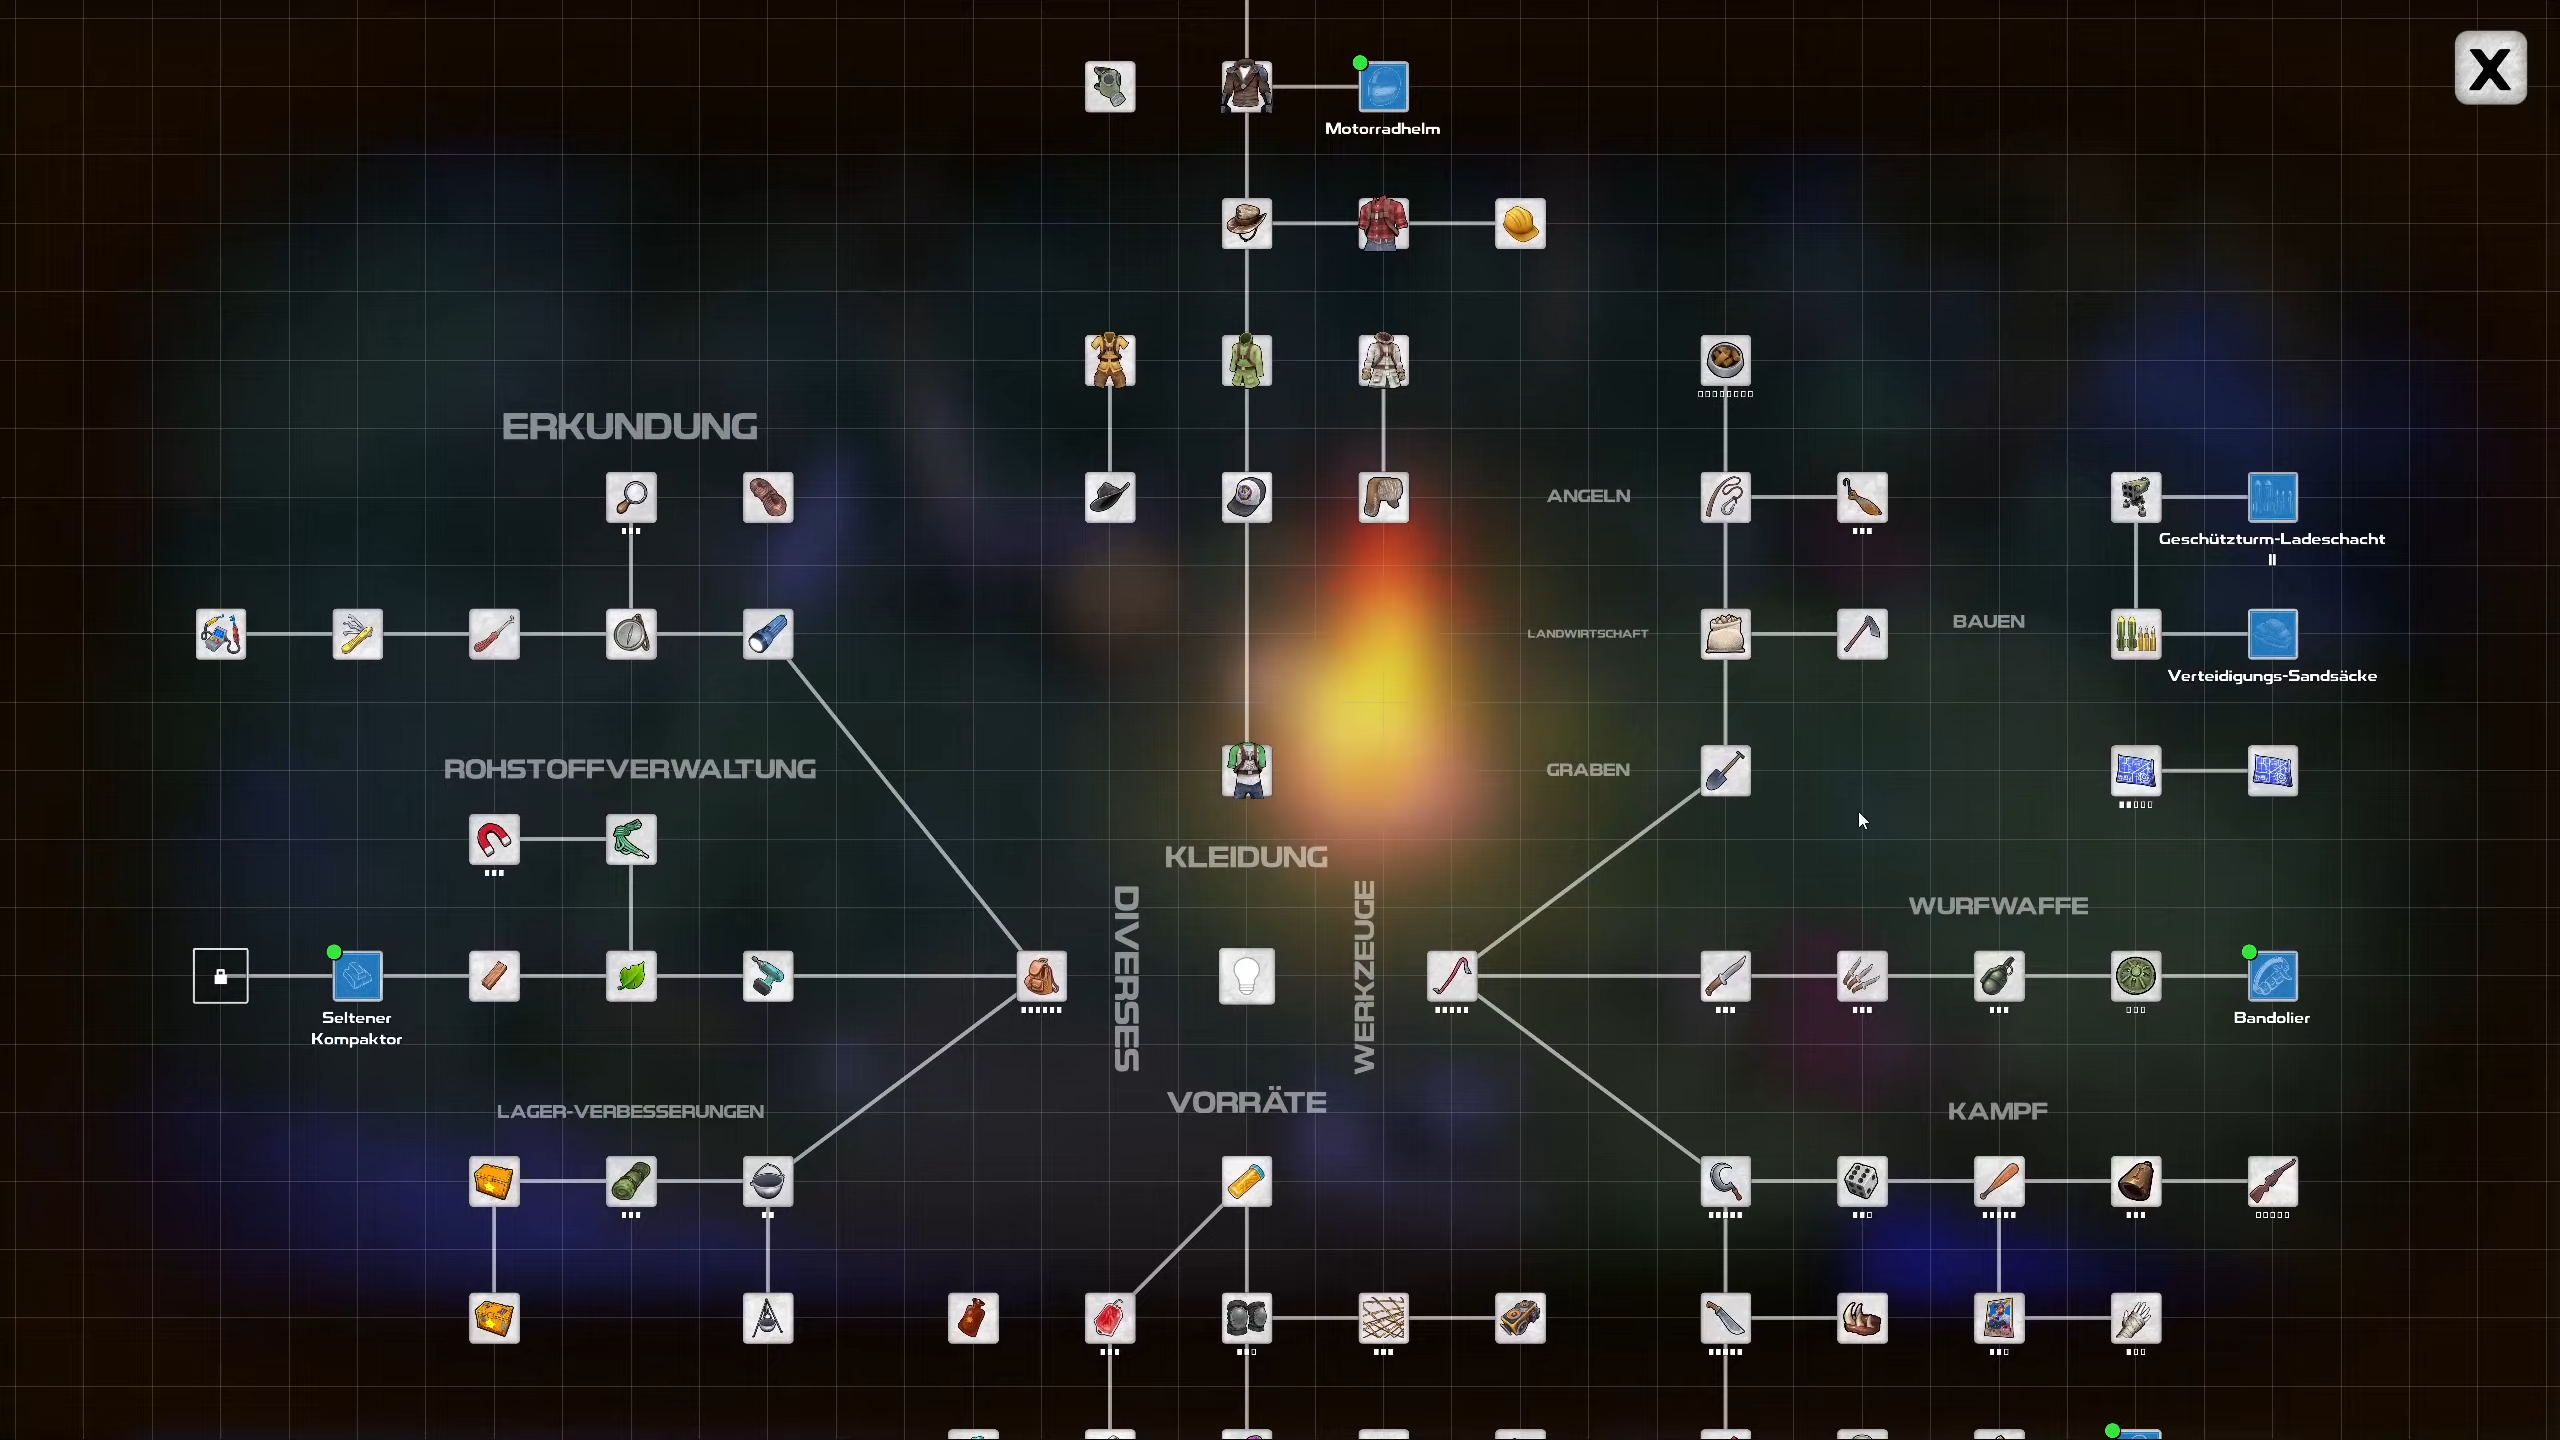 X
Motorradhelm
ERKUNDUNG
ANGELN
Geschützturm-Ladeschacht
II
LANDWIRTSCHAFT
BAUEN
Verteidigungs-Sandsäcke
ROHSTOFFVERWALTUNG
GRABEN
KLEIDUNG
DIVERSES
WERKZEUGE
WURFWAFFE
Seltener
Kompaktor
Bandolier
VORRÄTE
LAGER-VERBESSERUNGEN
KAMPF